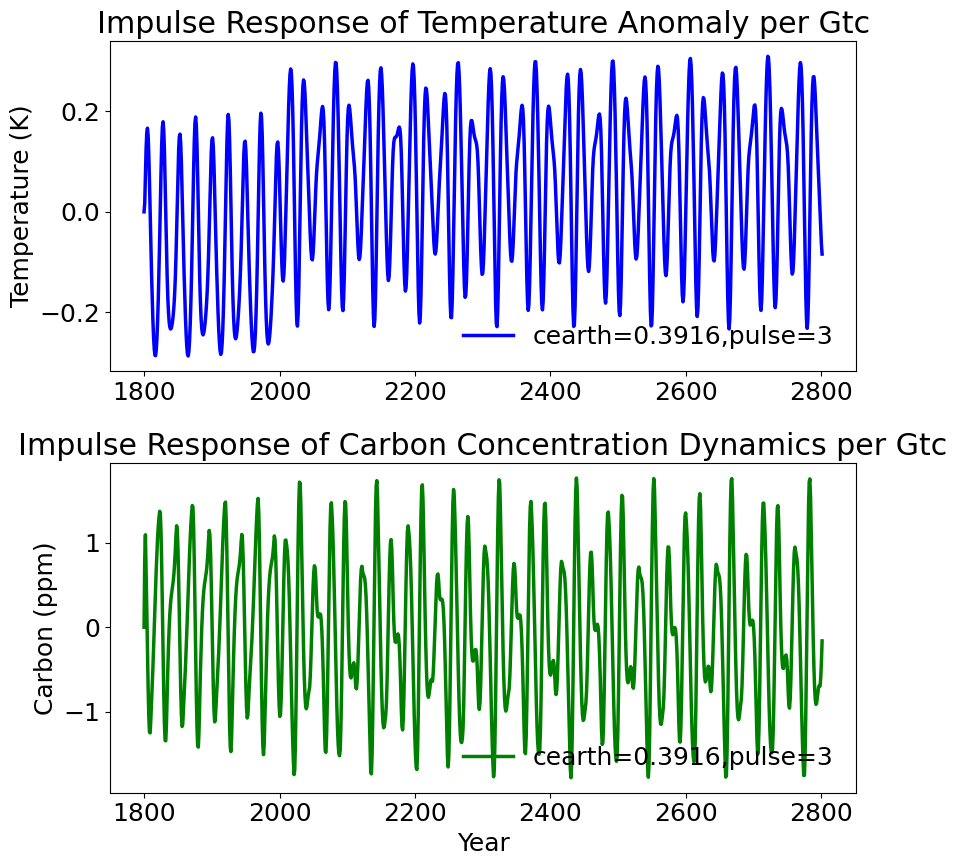 Impulse Response of Temperature Anomaly per Gtc
Temperature (K)
0.2
0.0
−0.2
cearth=0.3916,pulse=3
1800 2000 2200 2400 2600 2800
Impulse Response of Carbon Concentration Dynamics per Gtc
Carbon (ppm)
1
0
−1
cearth=0.3916,pulse=3
1800 2000 2200 2400 2600 2800
Year